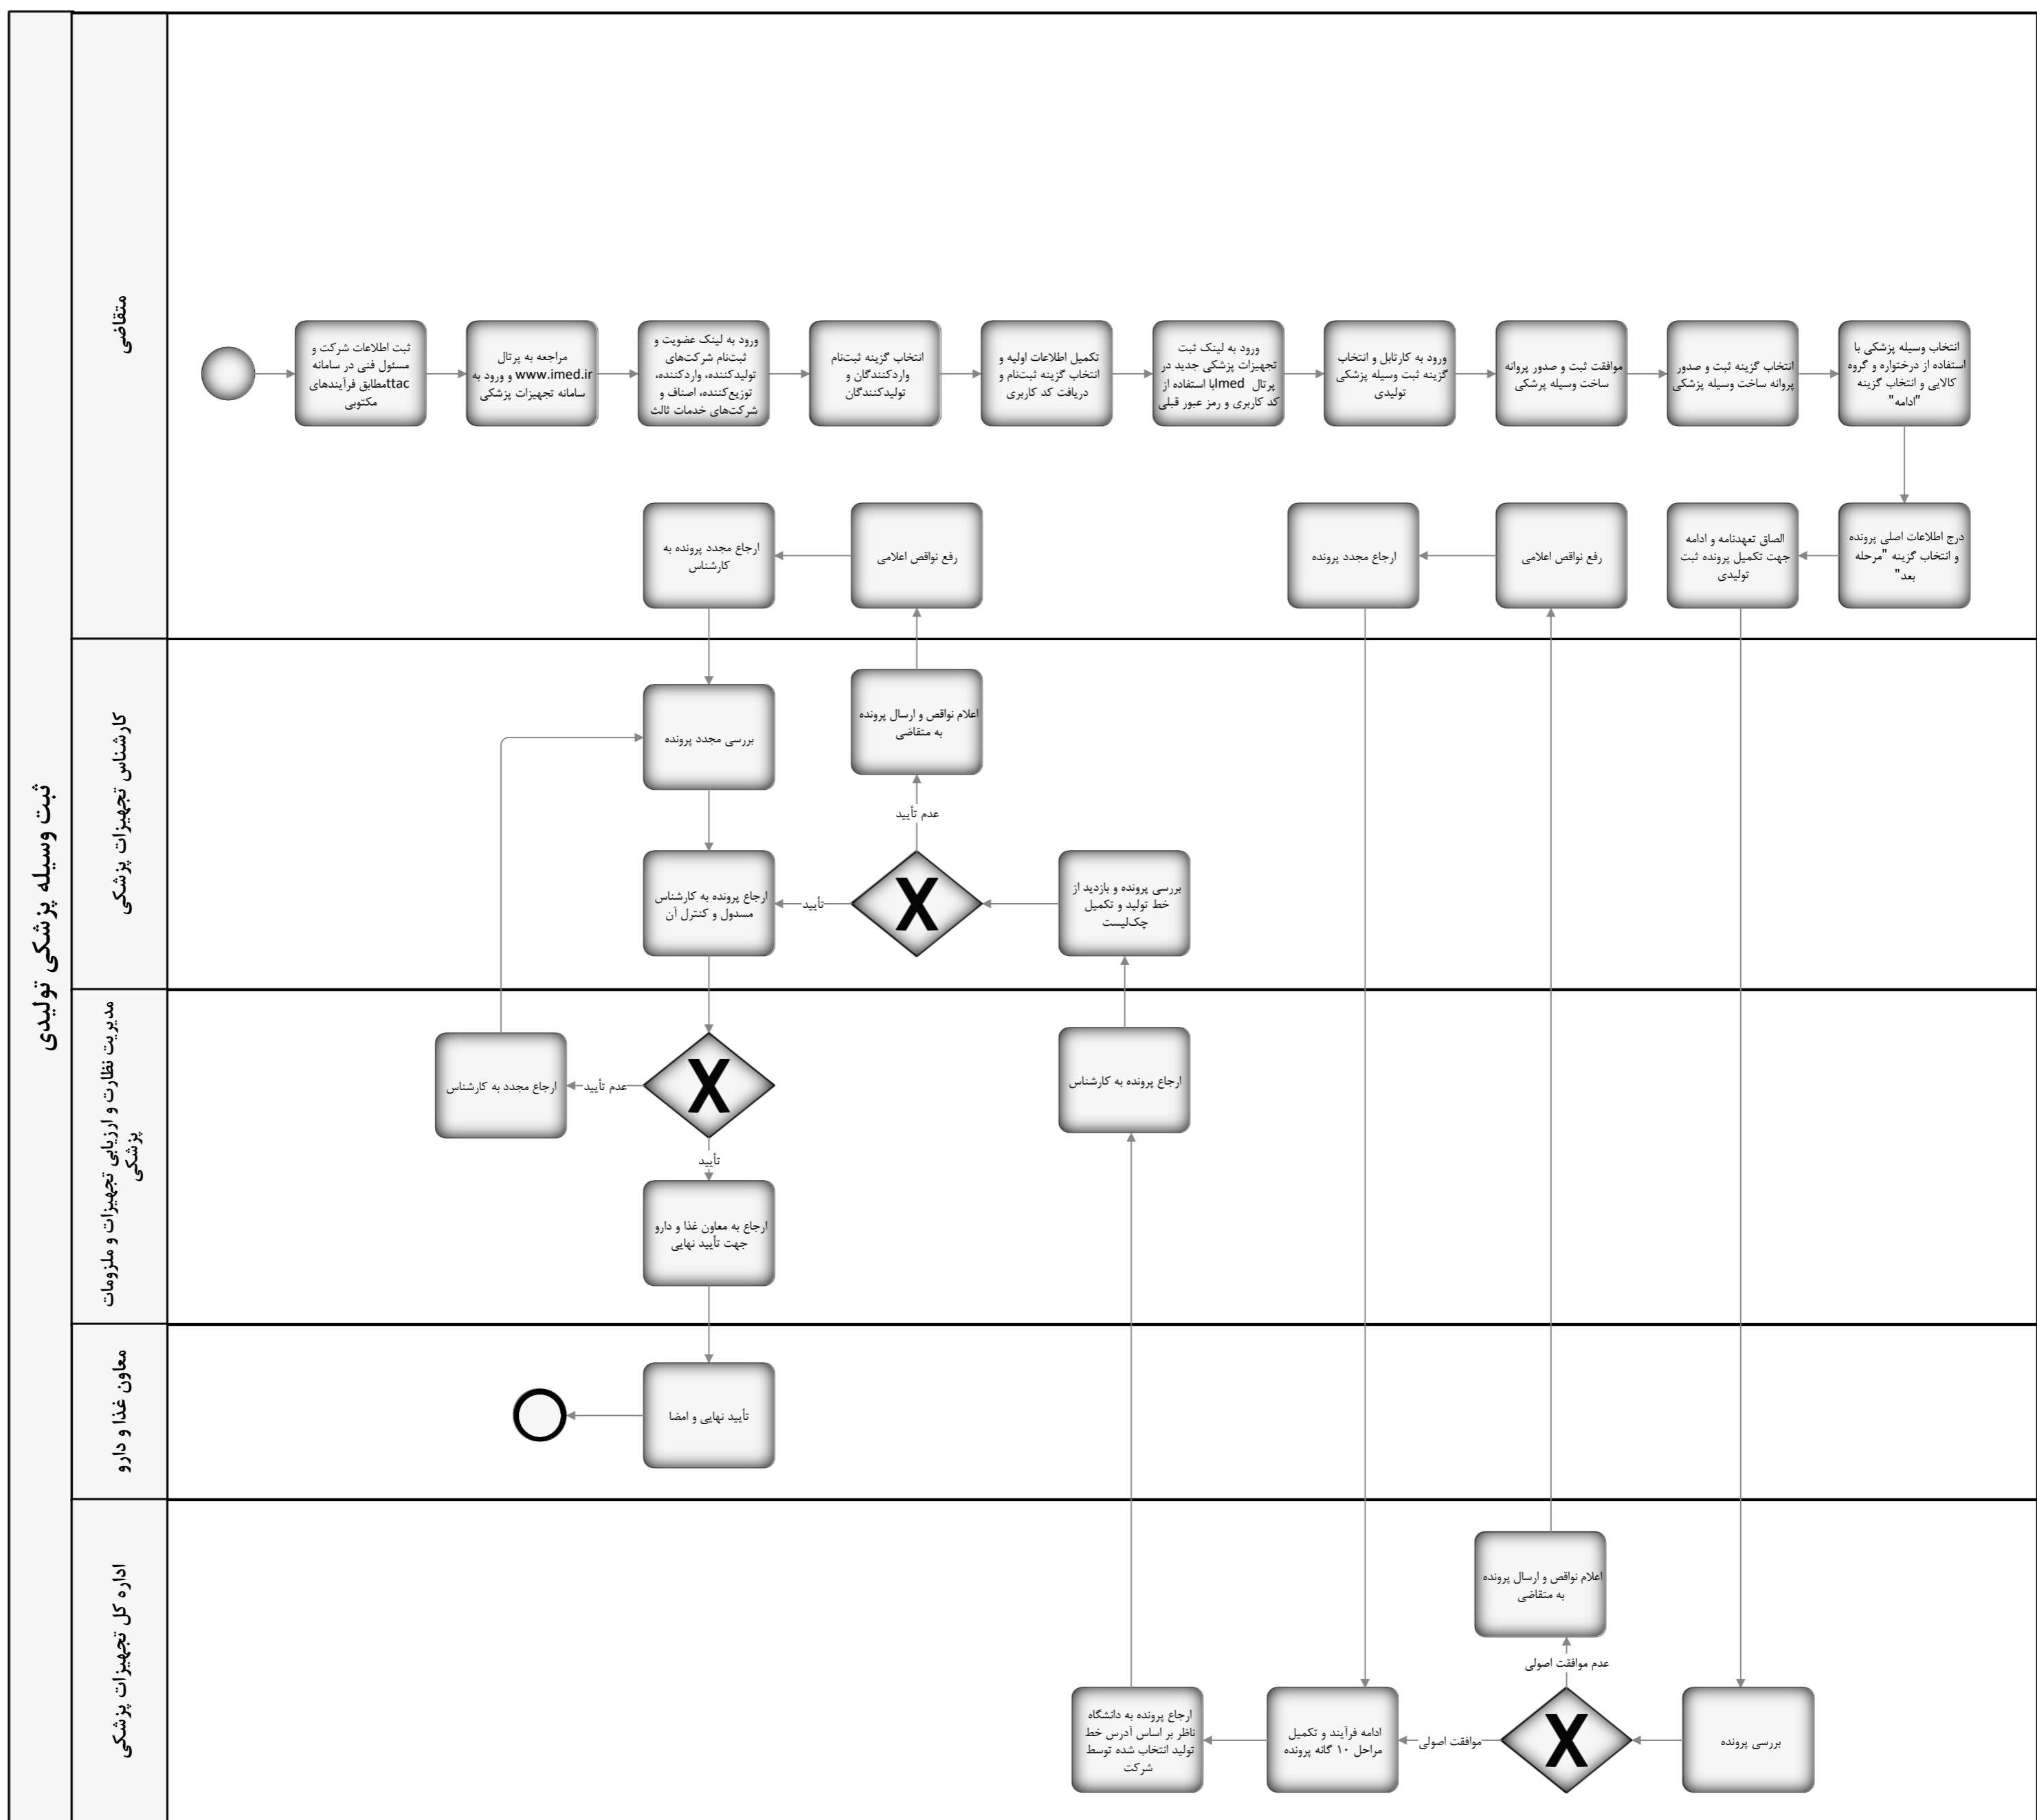 ثبت وسیله پزشکی تولیدی
متقاضی
ثبت اطلاعات شرکت و
مسئول فنی در سامانه
ttacمطابق فرآیندهای
مکتوبی
مراجعه به پرتال
www.imed.ir و ورود به
سامانه تجهیزات پزشکی
ورود به لینک عضویت و
ثبت‌نام شرکت‌های
تولیدکننده، واردکننده،
توزیع‌کننده، اصناف و
شرکت‌های خدمات ثالث
انتخاب گزینه ثبت‌نام
واردکنندگان و
تولیدکنندگان
تکمیل اطلاعات اولیه و
انتخاب گزینه ثبت‌نام و
دریافت کد کاربری
ورود به لینک ثبت
تجهیزات پزشکی جدید در
پرتال Imedبا استفاده از
کد کاربری و رمز عبور قبلی
ورود به کارتابل و انتخاب
گزینه ثبت وسیله پزشکی
تولیدی
موافقت ثبت و صدور پروانه
ساخت وسیله پرشکی
انتخاب گزینه ثبت و صدور
پروانه ساخت وسیله پزشکی
انتخاب وسیله پزشکی با
استفاده از درختواره و گروه
کالایی و انتخاب گزینه
"ادامه"
درج اطلاعات اصلی پرونده
و انتخاب گزینه "مرحله
بعد"
الصاق تعهدنامه و ادامه
جهت تکمیل پرونده ثبت
تولیدی
رفع نواقص اعلامی
ارجاع مجدد پرونده
رفع نواقص اعلامی
ارجاع مجدد پرونده به
کارشناس
کارشناس تجهیزات پزشکی
اعلام نواقص و ارسال پرونده
به متقاضی
بررسی مجدد پرونده
عدم تأیید
بررسی پرونده و بازدید از
خط تولید و تکمیل
چک‌لیست
X
تأیید
ارجاع پرونده به کارشناس
مسدول و کنترل آن
مدیریت نظارت و ارزیابی تجهیزات و ملزومات
پزشکی
ارجاع پرونده به کارشناس
X
عدم تأیید
ارجاع مجدد به کارشناس
تأیید
ارجاع به معاون غذا و دارو
جهت تأیید نهایی
معاون غذا و دارو
تأیید نهایی و امضا
اداره کل تجهیزات پزشکی
اعلام نواقص و ارسال پرونده
به متقاضی
عدم موافقت اصولی
بررسی پرونده
X
موافقت اصولی
ادامه فرآیند و تکمیل
مراحل ۱۰ گانه پرونده
ارجاع پرونده به دانشگاه
ناظر بر اساس آدرس خط
تولید انتخاب شده توسط
شرکت